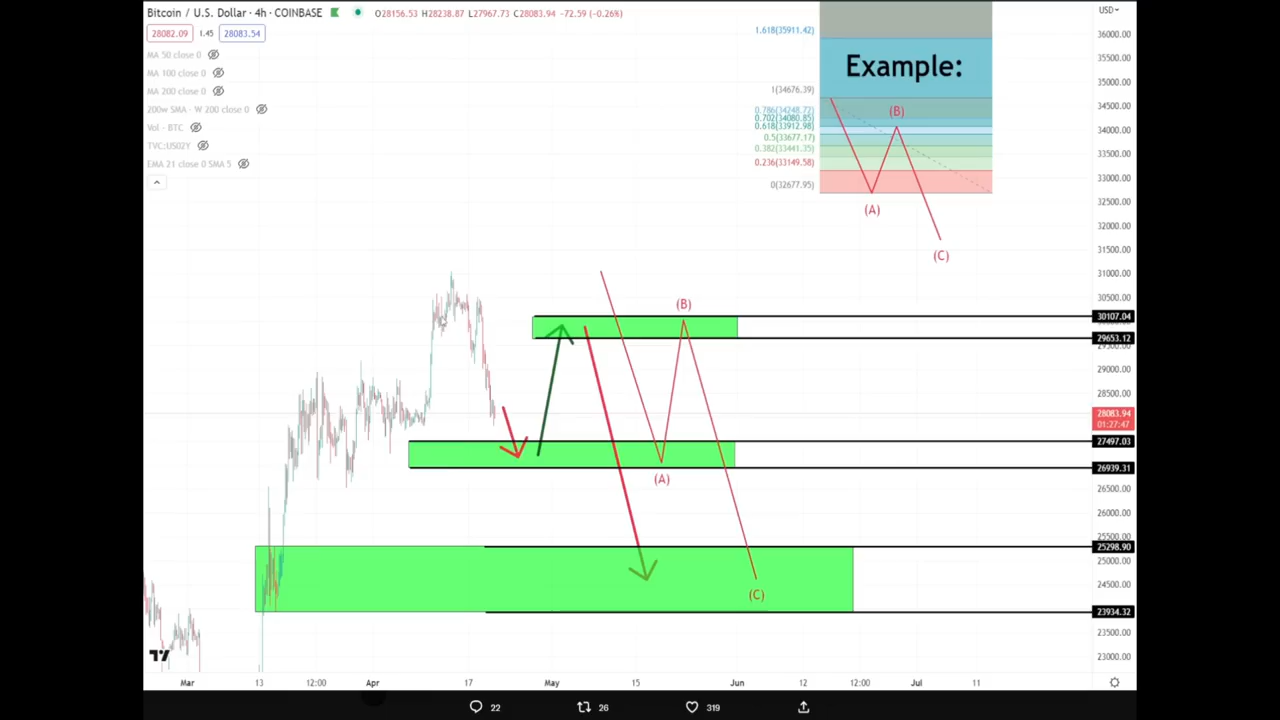 Bitcoin / U.S. Dollar · 4h · COINBASE O28156.53 H28238.87 L27967.73 C28083.94 -72.59 (-0.26%)
28082.09 1.45 28083.54
MA 50 close 0
MA 100 close 0
MA 200 close 0
200w SMA - W 200 close 0
Vol - BTC
TVC:US02Y
EMA 21 close 0 SMA 5
USD
1.618(35911.42)
1(34676.39)
0.786(34248.72)
0.702(34080.85)
0.618(33912.98)
0.5(33677.17)
0.382(33441.35)
0.236(33149.58)
0(32677.95)
Example:
(B)
(A)
(C)
(B)
(A)
(C)
36000.00
35500.00
35000.00
34500.00
34000.00
33500.00
33000.00
32500.00
32000.00
31500.00
31000.00
30500.00
30107.04
29653.12
29000.00
28500.00
28083.94
01:27:47
27497.03
26939.31
26500.00
26000.00
25298.90
25000.00
24500.00
23934.32
23500.00
23000.00
Mar 13 12:00 Apr 17 May 15 Jun 12 12:00 Jul 11
22 26 319